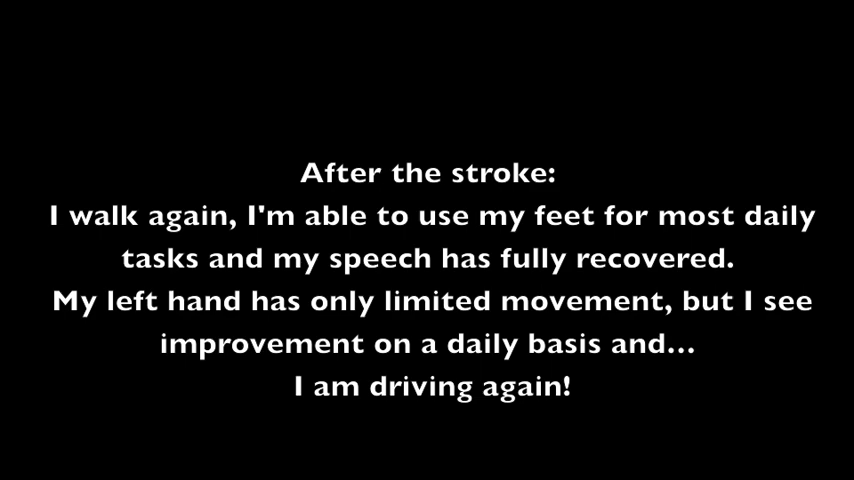 After the stroke:
I walk again, I'm able to use my feet for most daily
tasks and my speech has fully recovered.
My left hand has only limited movement, but I see
improvement on a daily basis and...
I am driving again!